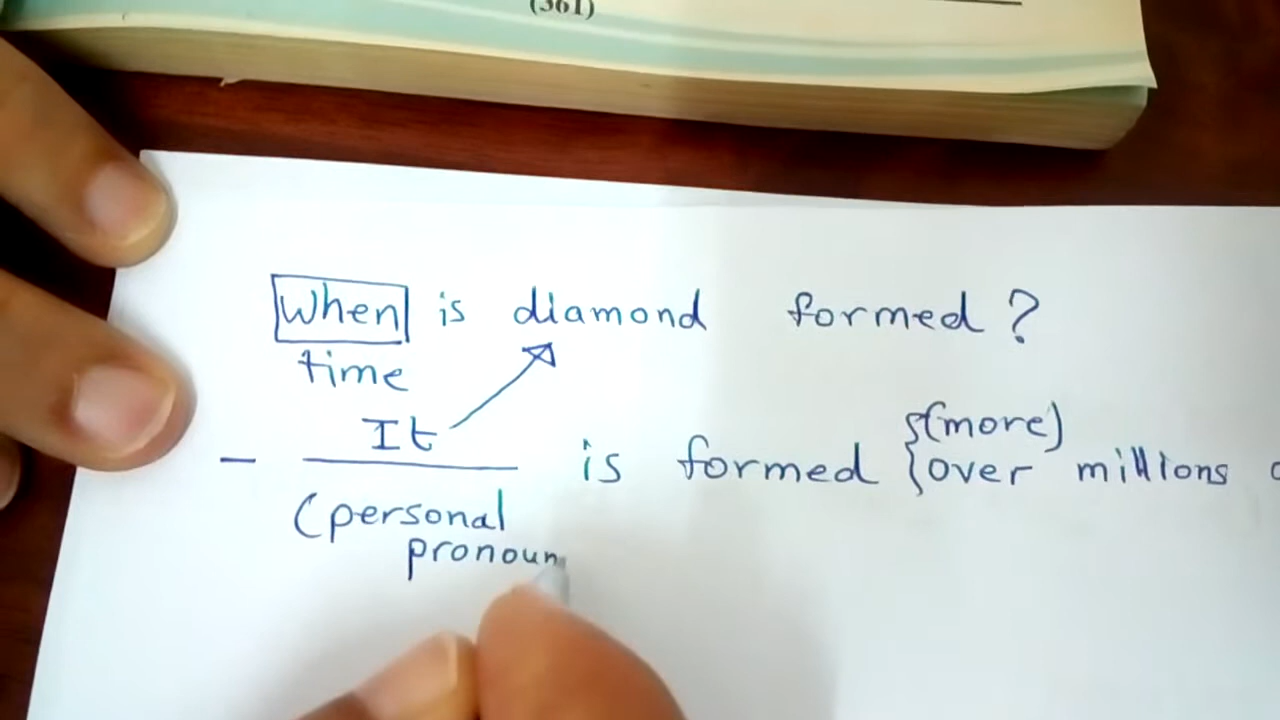 (361)
When is diamond formed ?
time
(more)
- It is formed { over millions
(personal
pronoun